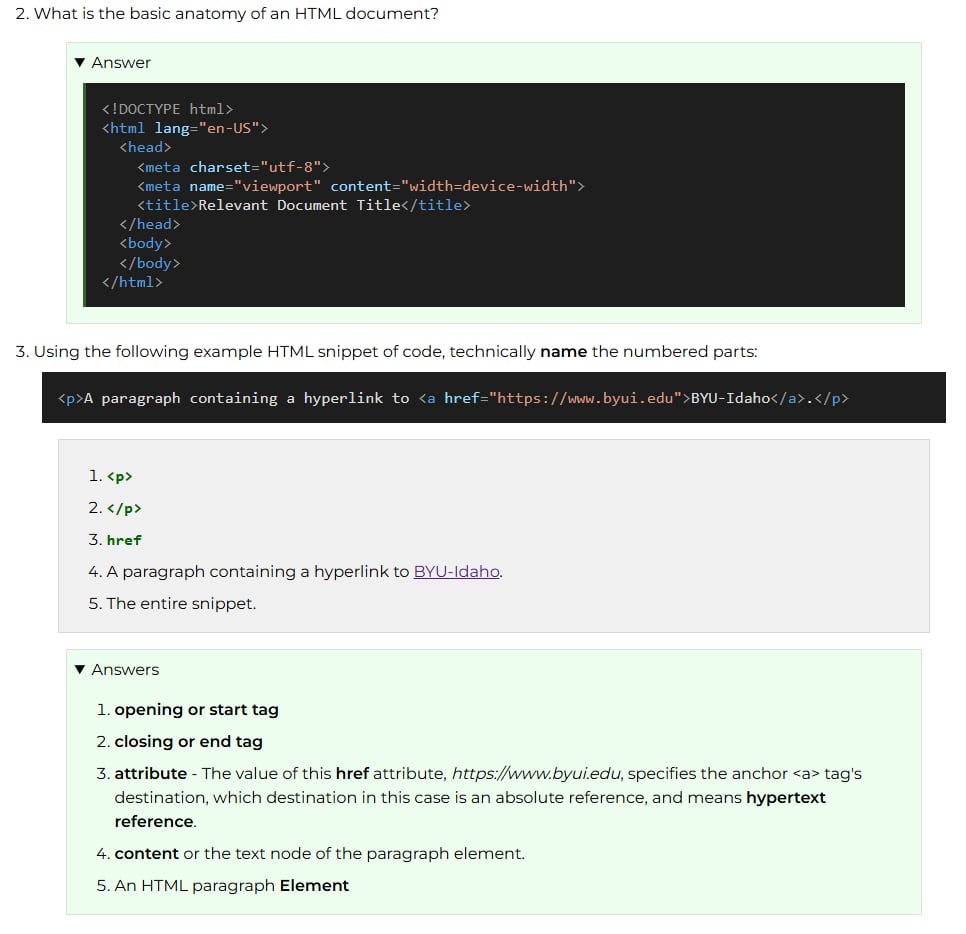 2. What is the basic anatomy of an HTML document?
▼ Answer
<!DOCTYPE html>
<html lang="en-US">
  <head>
    <meta charset="utf-8">
    <meta name="viewport" content="width=device-width">
    <title>Relevant Document Title</title>
  </head>
  <body>
  </body>
</html>
3. Using the following example HTML snippet of code, technically name the numbered parts:
<p>A paragraph containing a hyperlink to <a href="https://www.byui.edu">BYU-Idaho</a>.</p>
1. <p>
2. </p>
3. href
4. A paragraph containing a hyperlink to BYU-Idaho.
5. The entire snippet.
▼ Answers
1. opening or start tag
2. closing or end tag
3. attribute - The value of this href attribute, https://www.byui.edu, specifies the anchor <a> tag's
destination, which destination in this case is an absolute reference, and means hypertext
reference.
4. content or the text node of the paragraph element.
5. An HTML paragraph Element